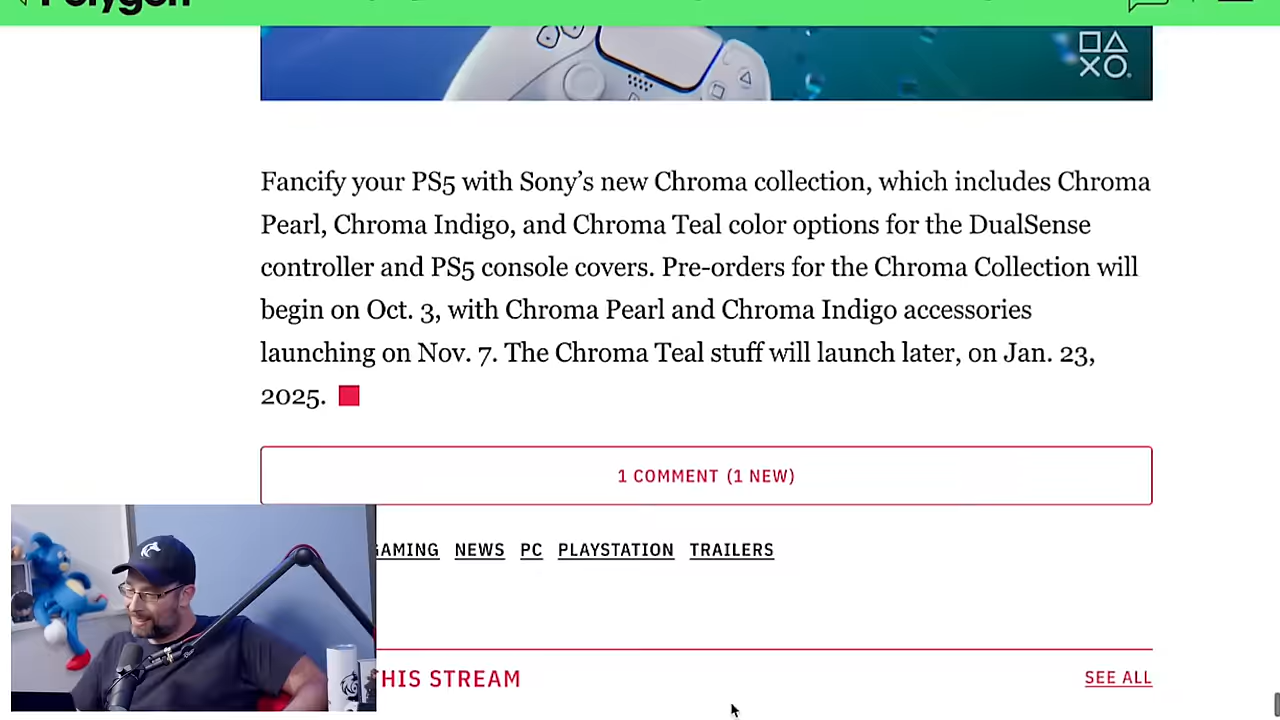 Polygon
Fancify your PS5 with Sony’s new Chroma collection, which includes Chroma
Pearl, Chroma Indigo, and Chroma Teal color options for the DualSense
controller and PS5 console covers. Pre-orders for the Chroma Collection will
begin on Oct. 3, with Chroma Pearl and Chroma Indigo accessories
launching on Nov. 7. The Chroma Teal stuff will launch later, on Jan. 23,
2025.
1 COMMENT (1 NEW)
GAMING NEWS PC PLAYSTATION TRAILERS
THIS STREAM
SEE ALL